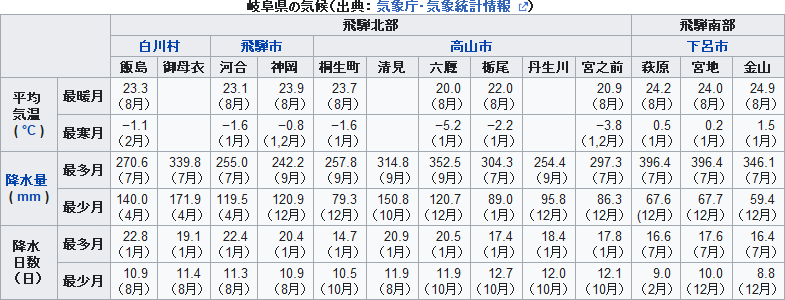 岐阜県の気候（出典： 気象庁・気象統計情報 ）
飛騨北部 飛騨南部
白川村 飛騨市 高山市 下呂市
飯島 御母衣 河合 神岡 桐生町 清見 六厩 栃尾 丹生川 宮之前 萩原 宮地 金山
平均
気温
（℃）
最暖月
23.3 23.1 23.9 23.7 20.0 22.0 20.9 24.2 24.0 24.9
（8月） （8月） （8月） （8月） （8月） （8月） （8月） （8月） （8月） （8月）
最寒月
−1.1 −1.6 −0.8 −1.6 −5.2 −2.2 −3.8 0.5 0.2 1.5
（2月） （1月） （1,2月） （1月） （1月） （1月） （1,2月） （1月） （1月） （1月）
降水量
（mm）
最多月
270.6 339.8 255.0 242.2 257.8 314.8 352.5 304.3 254.4 297.3 396.4 396.4 346.1
（7月） （7月） （7月） （9月） （9月） （9月） （9月） （7月） （9月） （7月） （7月） （7月） （7月）
最少月
140.0 171.9 119.5 120.9 79.3 150.8 120.7 89.0 95.8 86.3 67.6 67.7 59.4
（4月） （4月） （4月） （12月） （12月） （10月） （12月） （1月） （12月） （12月） （12月） （12月） （12月）
降水
日数
（日）
最多月
22.8 19.1 22.4 20.4 14.7 20.9 20.5 17.4 18.4 17.8 16.6 17.6 16.4
（1月） （1月） （1月） （1月） （1月） （1月） （1月） （1月） （1月） （1月） （7月） （7月） （7月）
最少月
10.9 11.4 11.3 10.9 10.5 11.9 11.9 12.7 12.0 12.1 9.0 10.0 8.8
（8月） （8月） （8月） （8月） （10月） （8月） （10月） （10月） （10月） （10月） （2月） （12月） （12月）